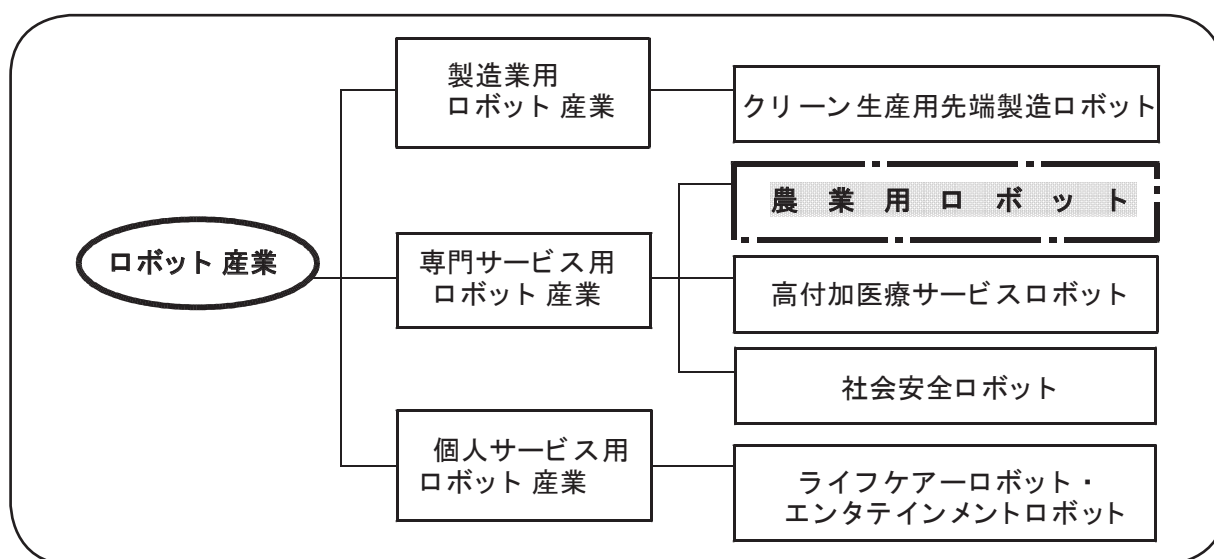 ロボット産業
製造業用
ロボット産業
クリーン生産用先端製造ロボット
専門サービス用
ロボット産業
農業用ロボット
高付加医療サービスロボット
社会安全ロボット
個人サービス用
ロボット産業
ライフケアーロボット・
エンタテインメントロボット